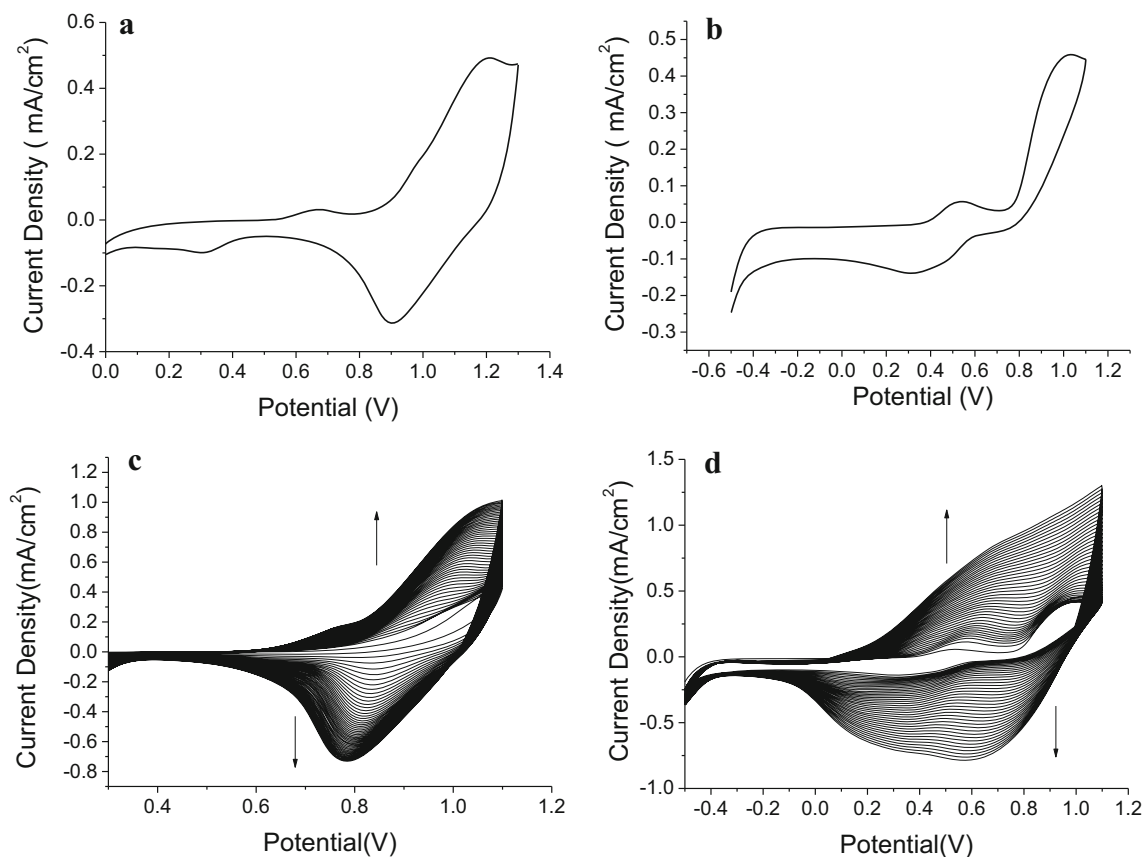 a
0.6
0.4
0.2
0.0
-0.2
-0.4
Current Density ( mA/cm²)
0.0 0.2 0.4 0.6 0.8 1.0 1.2 1.4
Potential (V)
b
0.5
0.4
0.3
0.2
0.1
0.0
-0.1
-0.2
-0.3
Current Density ( mA/cm²)
-0.6 -0.4 -0.2 0.0 0.2 0.4 0.6 0.8 1.0 1.2
Potential (V)
c
1.2
1.0
0.8
0.6
0.4
0.2
0.0
-0.2
-0.4
-0.6
-0.8
Current Density(mA/cm²)
0.4 0.6 0.8 1.0 1.2
Potential(V)
d
1.5
1.0
0.5
0.0
-0.5
-1.0
Current Density(mA/cm²)
-0.4 -0.2 0.0 0.2 0.4 0.6 0.8 1.0 1.2
Potential(V)